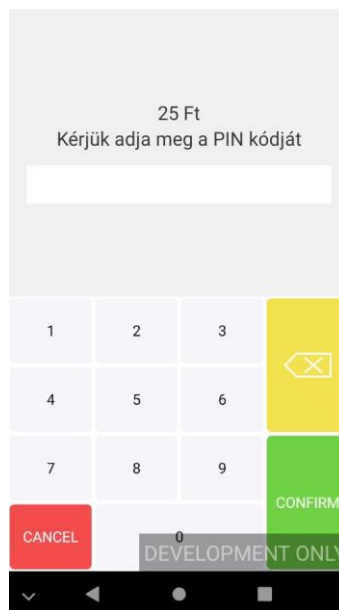 25 Ft
Kérjük adja meg a PIN kódját
1 2 3
4 5 6
7 8 9
CONFIRM
CANCEL 0
DEVELOPMENT ONLY